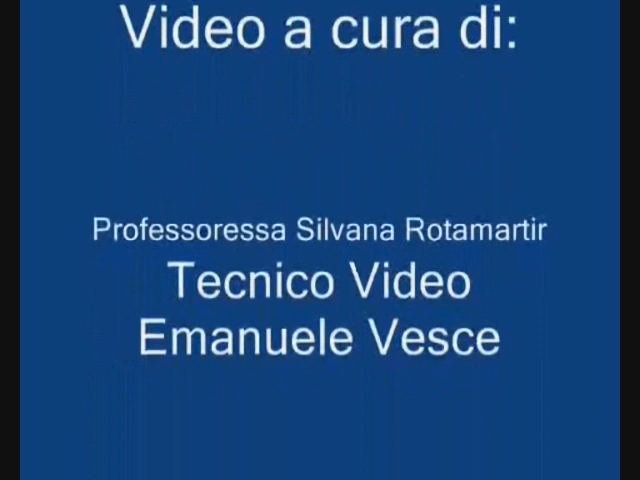 Video a cura di:
Professoressa Silvana Rotamartir
Tecnico Video
Emanuele Vesce